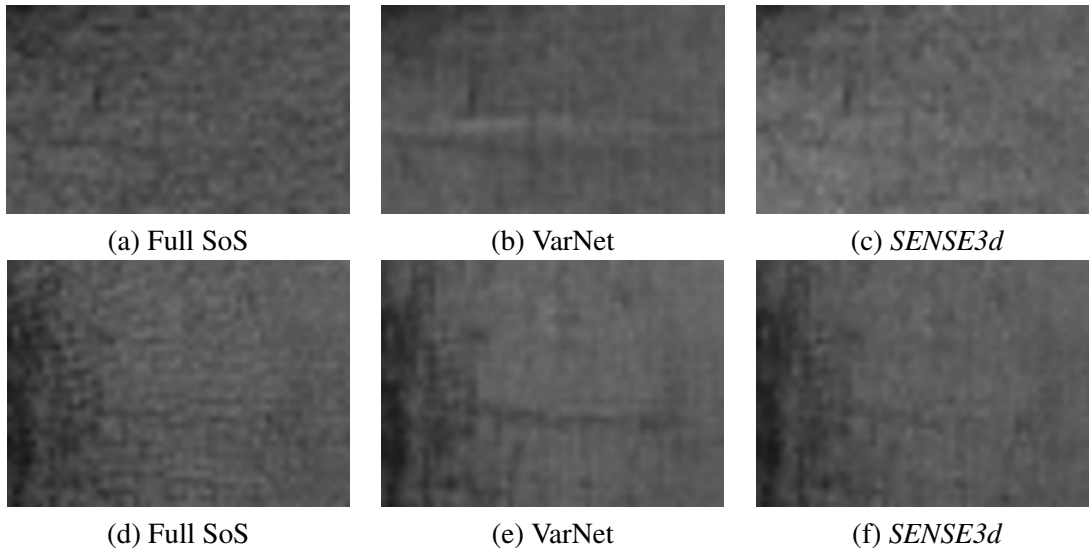 (a) Full SoS (b) VarNet (c) SENSE3d
(d) Full SoS (e) VarNet (f) SENSE3d